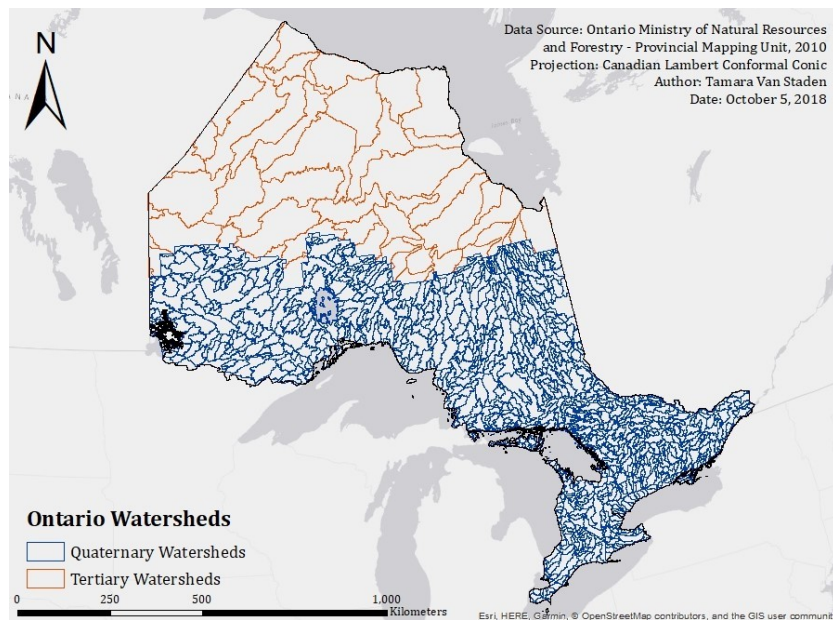 N
Data Source: Ontario Ministry of Natural Resources
and Forestry - Provincial Mapping Unit, 2010
Projection: Canadian Lambert Conformal Conic
Author: Tamara Van Staden
Date: October 5, 2018
Ontario Watersheds
Quaternary Watersheds
Tertiary Watersheds
0 250 500 1,000
Kilometers
Esri, HERE, Garmin, © OpenStreetMap contributors, and the GIS user communit